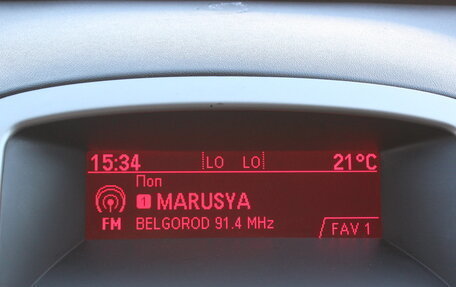 15:34 LO LO 21°C
Поп
1 MARUSYA
FM BELGOROD 91.4 MHz
FAV 1